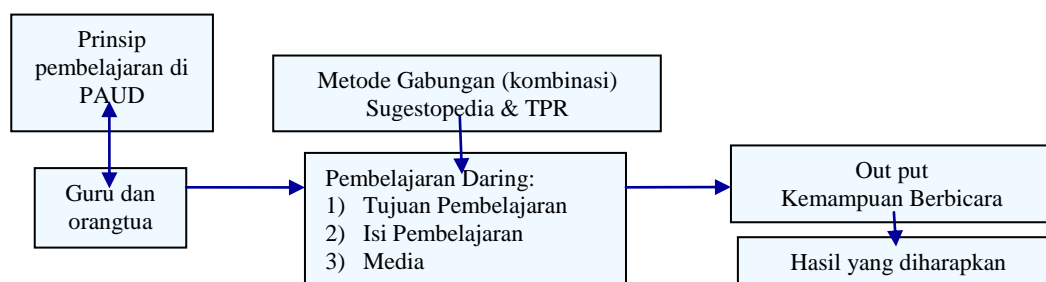 Prinsip
pembelajaran di
PAUD
Metode Gabungan (kombinasi)
Sugestopedia & TPR
Guru dan
orangtua
Pembelajaran Daring:
1) Tujuan Pembelajaran
2) Isi Pembelajaran
3) Media
Out put
Kemampuan Berbicara
Hasil yang diharapkan